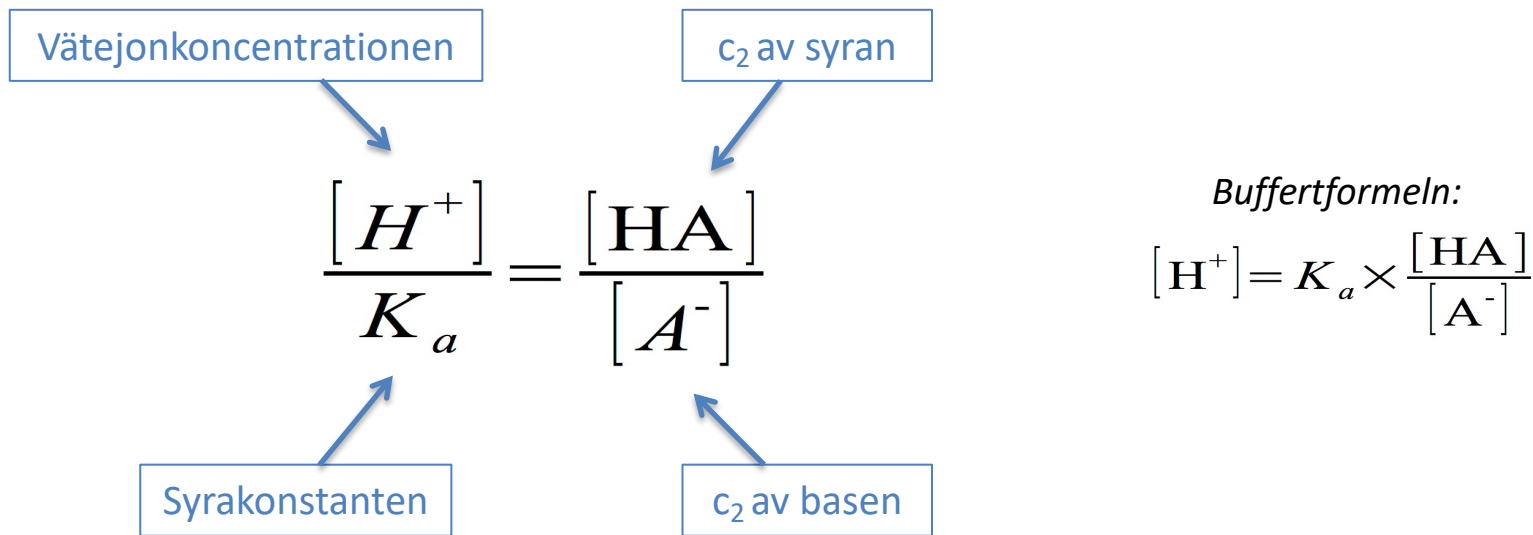 Vätejonkoncentrationen
c₂ av syran
[H⁺] / Kₐ = [HA] / [A⁻]
Syrakonstanten
c₂ av basen
Buffertformeln:
[H⁺] = Kₐ × [HA] / [A⁻]